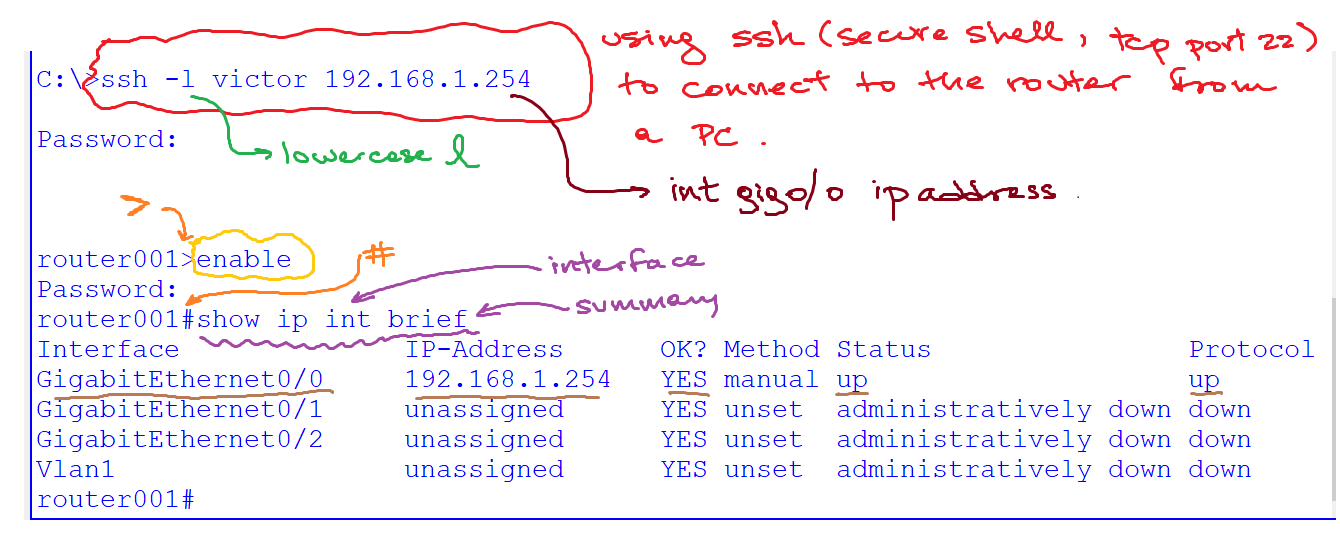 using ssh (secure shell, tcp port 22)
C:\>ssh -l victor 192.168.1.254
to connect to the router from
a PC.
Password:
lowercase l
int gig0/0 ip address.
>
router001>enable
#
interface
Password:
summary
router001#show ip int brief
Interface IP-Address OK? Method Status Protocol
GigabitEthernet0/0 192.168.1.254 YES manual up up
GigabitEthernet0/1 unassigned YES unset administratively down down
GigabitEthernet0/2 unassigned YES unset administratively down down
Vlan1 unassigned YES unset administratively down down
router001#